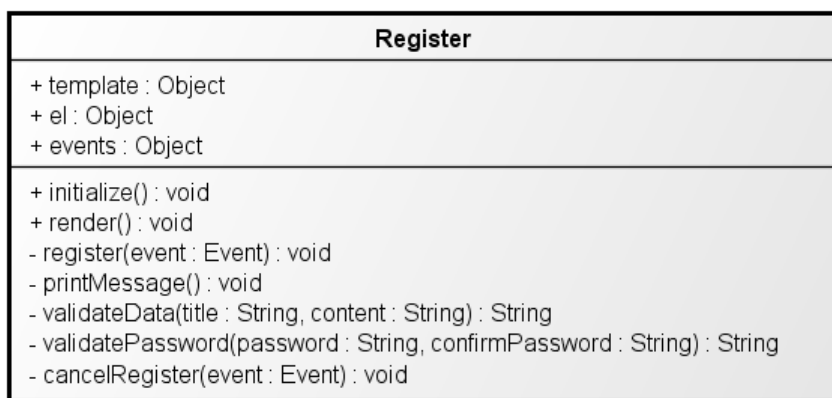 Register
+ template : Object
+ el : Object
+ events : Object
+ initialize() : void
+ render() : void
- register(event : Event) : void
- printMessage() : void
- validateData(title : String, content : String) : String
- validatePassword(password : String, confirmPassword : String) : String
- cancelRegister(event : Event) : void